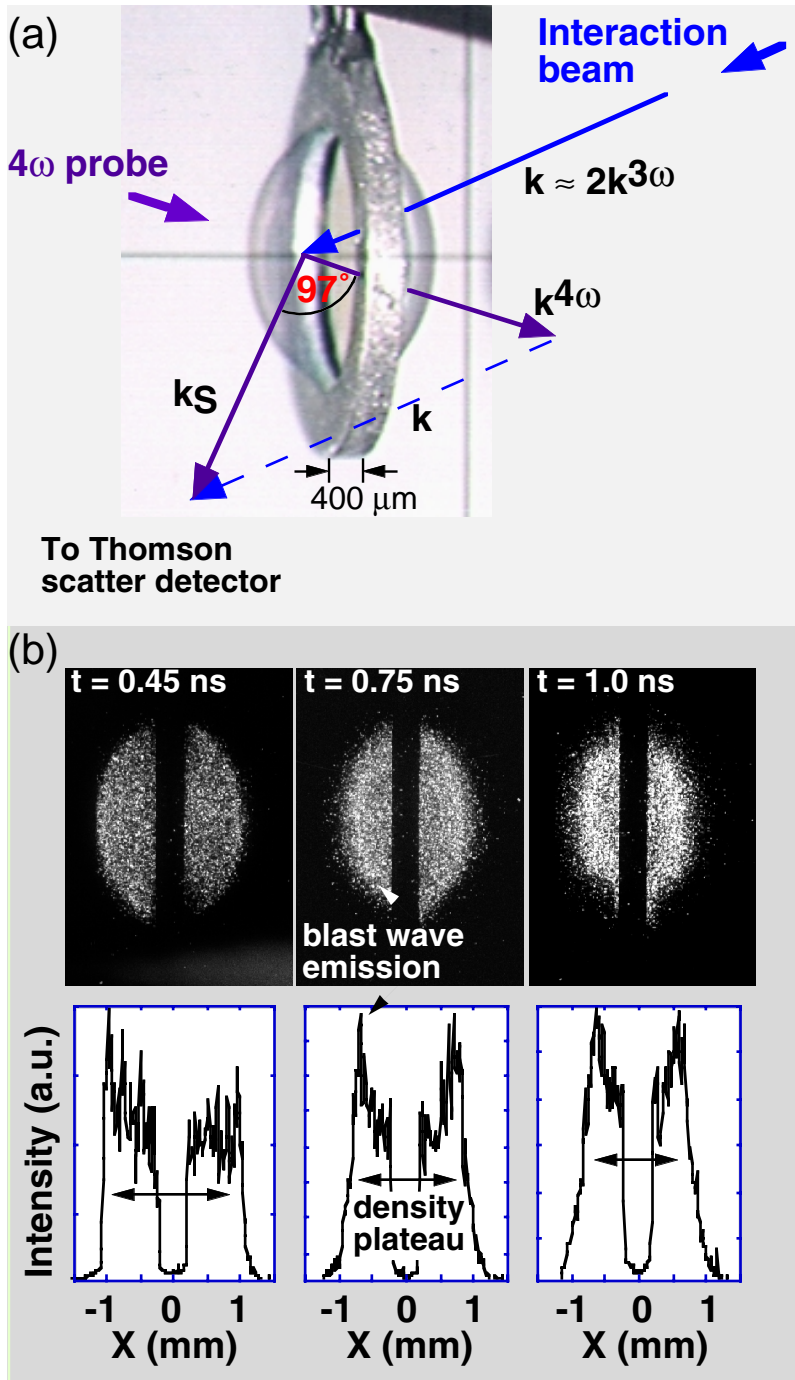 (a)
Interaction
beam
4ω probe
k ≈ 2k3ω
97°
k4ω
kS
k
400 μm
To Thomson
scatter detector
(b)
t = 0.45 ns
t = 0.75 ns
t = 1.0 ns
blast wave
emission
Intensity (a.u.)
density
plateau
-1 0 1
-1 0 1
-1 0 1
X (mm)
X (mm)
X (mm)